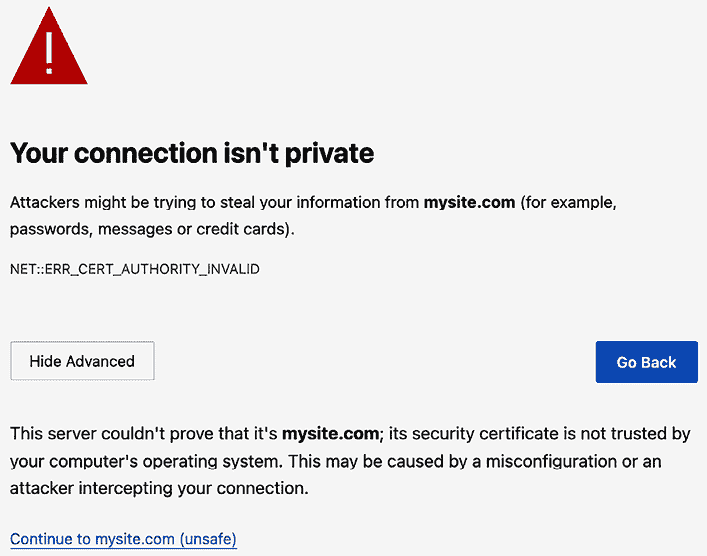 !
Your connection isn't private
Attackers might be trying to steal your information from mysite.com (for example,
passwords, messages or credit cards).
NET::ERR_CERT_AUTHORITY_INVALID
Hide Advanced
Go Back
This server couldn't prove that it's mysite.com; its security certificate is not trusted by
your computer's operating system. This may be caused by a misconfiguration or an
attacker intercepting your connection.
Continue to mysite.com (unsafe)